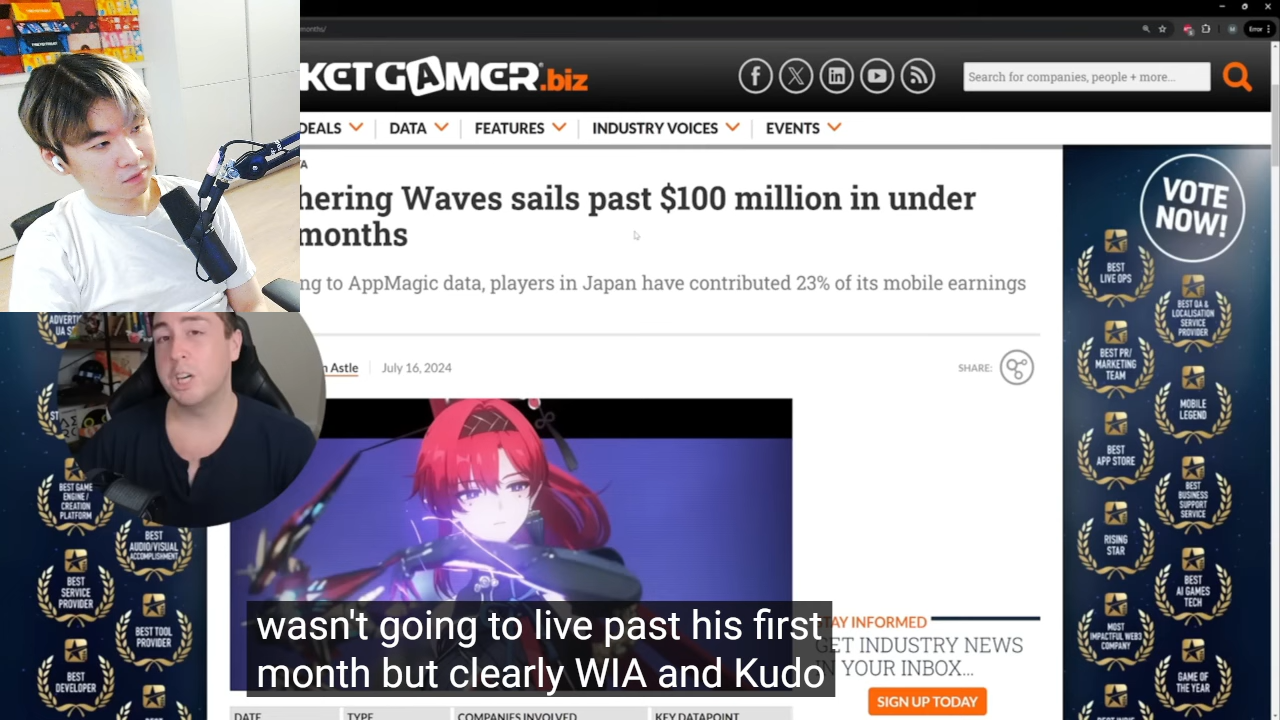 months/
Error
KETGAMER.biz
Search for companies, people + more...
DEALS
DATA
FEATURES
INDUSTRY VOICES
EVENTS
hering Waves sails past $100 million in under
months
ng to AppMagic data, players in Japan have contributed 23% of its mobile earnings
n Astle
July 16, 2024
SHARE:
VOTE
NOW!
BEST
LIVE OPS
BEST QA &
LOCALISATION
SERVICE
PROVIDER
BEST PR/
MARKETING
TEAM
MOBILE
LEGEND
BEST
APP STORE
BEST
BUSINESS
SUPPORT
SERVICE
RISING
STAR
BEST
AI GAMES
TECH
MOST
IMPACTFUL WEB3
COMPANY
GAME OF
THE YEAR
BEST GAME
ENGINE /
CREATION
PLATFORM
BEST
AUDIO/VISUAL
ACCOMPLISHMENT
BEST
SERVICE
PROVIDER
BEST TOOL
PROVIDER
BEST
DEVELOPER
wasn't going to live past his first
month but clearly WIA and Kudo
TAY INFORMED
GET INDUSTRY NEWS
IN YOUR INBOX...
SIGN UP TODAY
DATE
TYPE
COMPANIES INVOLVED
KEY DATAPOINT